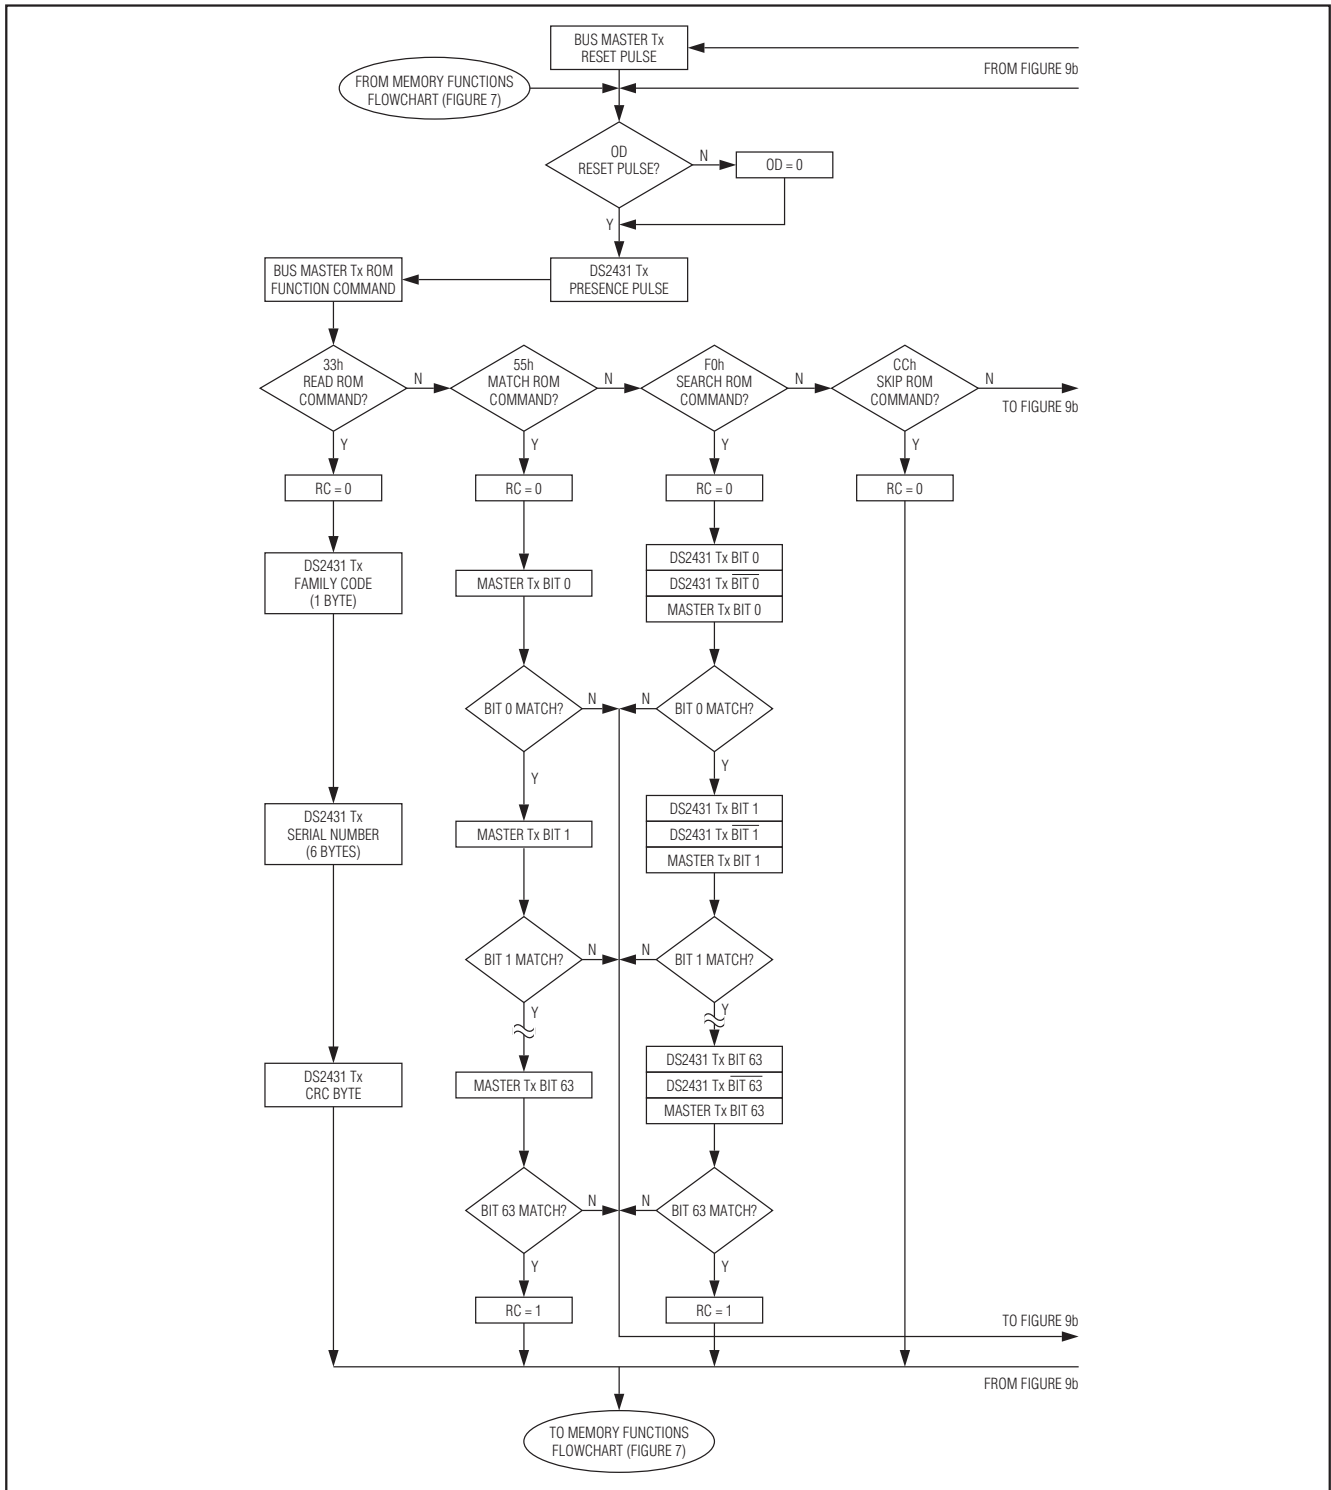 BUS MASTER Tx
RESET PULSE
FROM FIGURE 9b
FROM MEMORY FUNCTIONS
FLOWCHART (FIGURE 7)
OD
RESET PULSE?
N
OD = 0
Y
BUS MASTER Tx ROM
FUNCTION COMMAND
DS2431 Tx
PRESENCE PULSE
33h
READ ROM
COMMAND?
N
55h
MATCH ROM
COMMAND?
N
F0h
SEARCH ROM
COMMAND?
N
CCh
SKIP ROM
COMMAND?
N
TO FIGURE 9b
Y
Y
Y
Y
RC = 0
RC = 0
RC = 0
RC = 0
DS2431 Tx
FAMILY CODE
(1 BYTE)
MASTER Tx BIT 0
DS2431 Tx BIT 0
DS2431 Tx B̅I̅T̅ ̅0̅
MASTER Tx BIT 0
BIT 0 MATCH?
N
N
BIT 0 MATCH?
Y
Y
DS2431 Tx
SERIAL NUMBER
(6 BYTES)
MASTER Tx BIT 1
DS2431 Tx BIT 1
DS2431 Tx B̅I̅T̅ ̅1̅
MASTER Tx BIT 1
BIT 1 MATCH?
N
N
BIT 1 MATCH?
Y
Y
DS2431 Tx
CRC BYTE
MASTER Tx BIT 63
DS2431 Tx BIT 63
DS2431 Tx B̅I̅T̅ ̅6̅3̅
MASTER Tx BIT 63
BIT 63 MATCH?
N
N
BIT 63 MATCH?
Y
Y
RC = 1
RC = 1
TO FIGURE 9b
FROM FIGURE 9b
TO MEMORY FUNCTIONS
FLOWCHART (FIGURE 7)